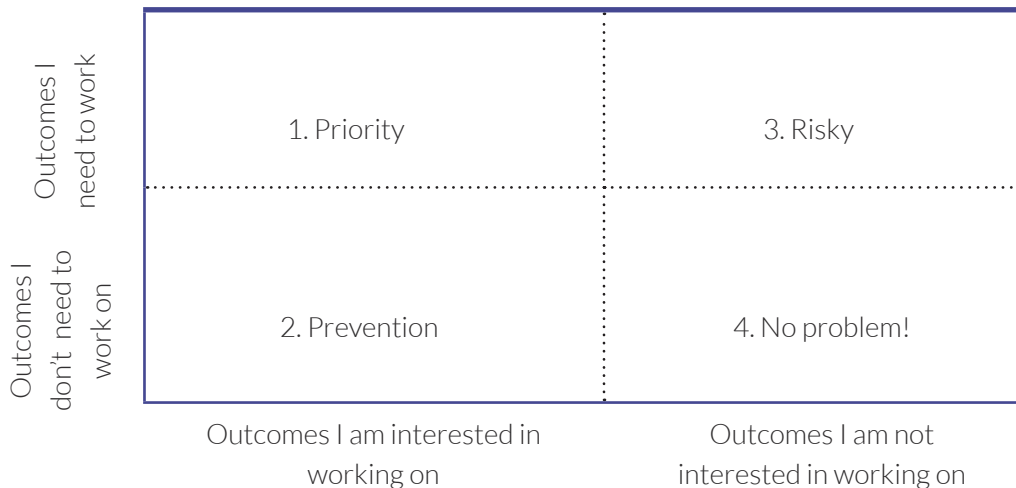 Outcomes I
need to work
1. Priority
3. Risky
Outcomes I
don't need to
work on
2. Prevention
4. No problem!
Outcomes I am interested in
working on
Outcomes I am not
interested in working on